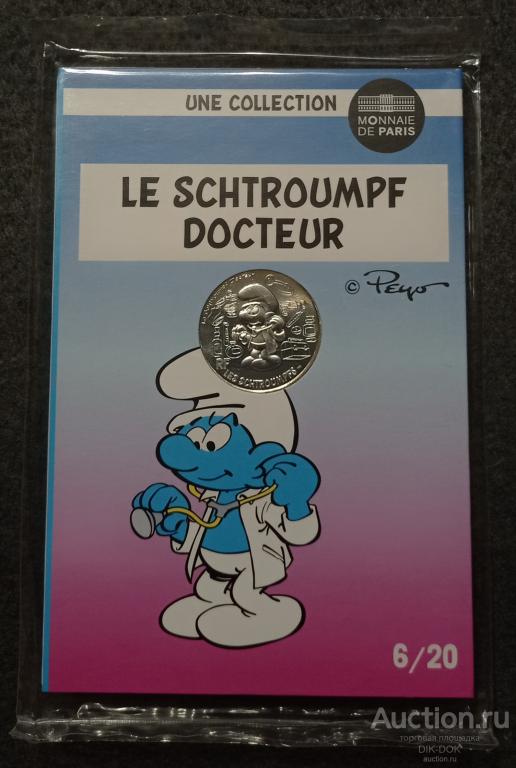 UNE COLLECTION
MONNAIE
DE PARIS
LE SCHTROUMPF
DOCTEUR
© Peyo
LES SCHTROUMPFS
6/20
Auction.ru
торговая площадка
DIK-DOK
auction.ru